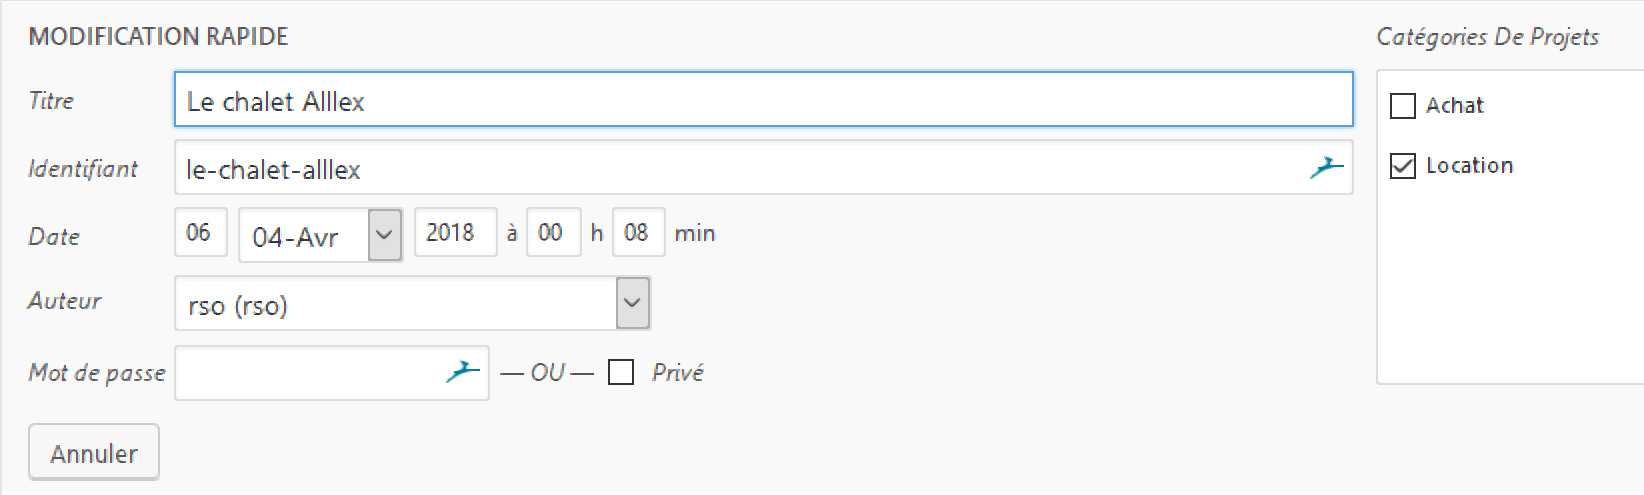 MODIFICATION RAPIDE
Catégories De Projets
Titre
Le chalet Alllex
Achat
Identifiant
le-chalet-alllex
Location
Date
06 04-Avr 2018 à 00 h 08 min
Auteur
rso (rso)
Mot de passe
— OU — Privé
Annuler